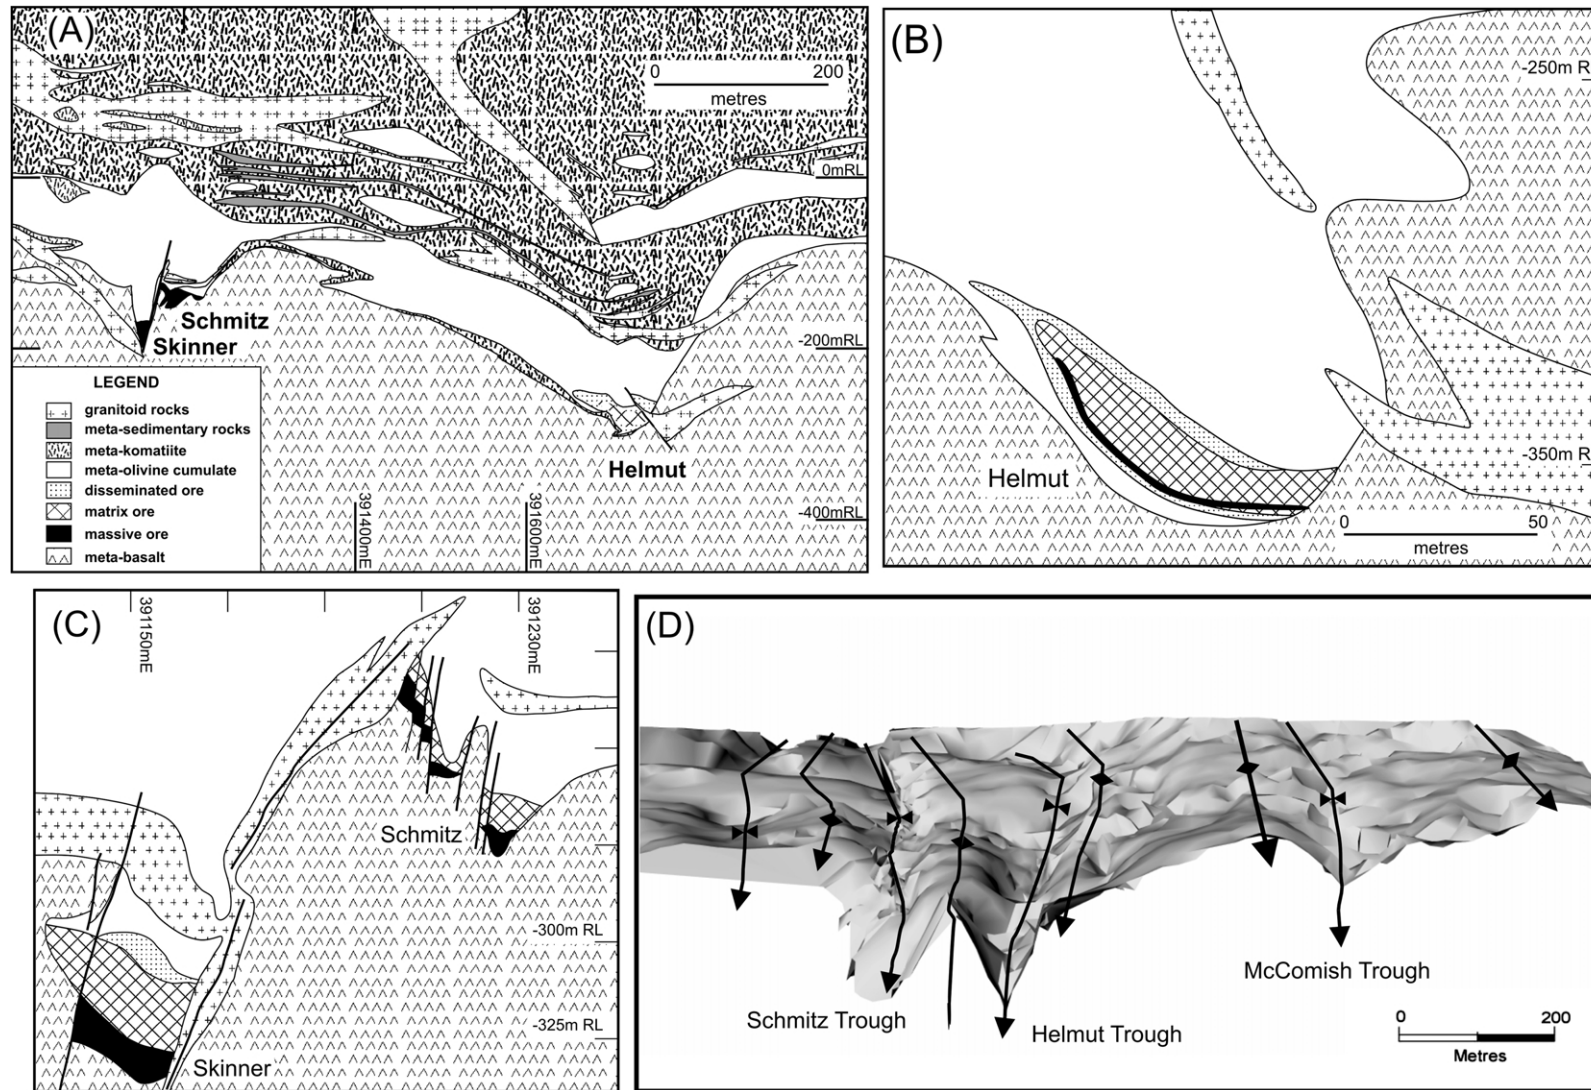 (A)
0 200
metres
0mRL
Schmitz
Skinner
-200mRL
Helmut
-400mRL
391400mE
391600mE
LEGEND
granitoid rocks
meta-sedimentary rocks
meta-komatiite
meta-olivine cumulate
disseminated ore
matrix ore
massive ore
meta-basalt
(B)
-250m R
Helmut
-350m R
0 50
metres
(C)
391150mE
391230mE
Schmitz
-300m RL
-325m RL
Skinner
(D)
Schmitz Trough
Helmut Trough
McComish Trough
0 200
Metres